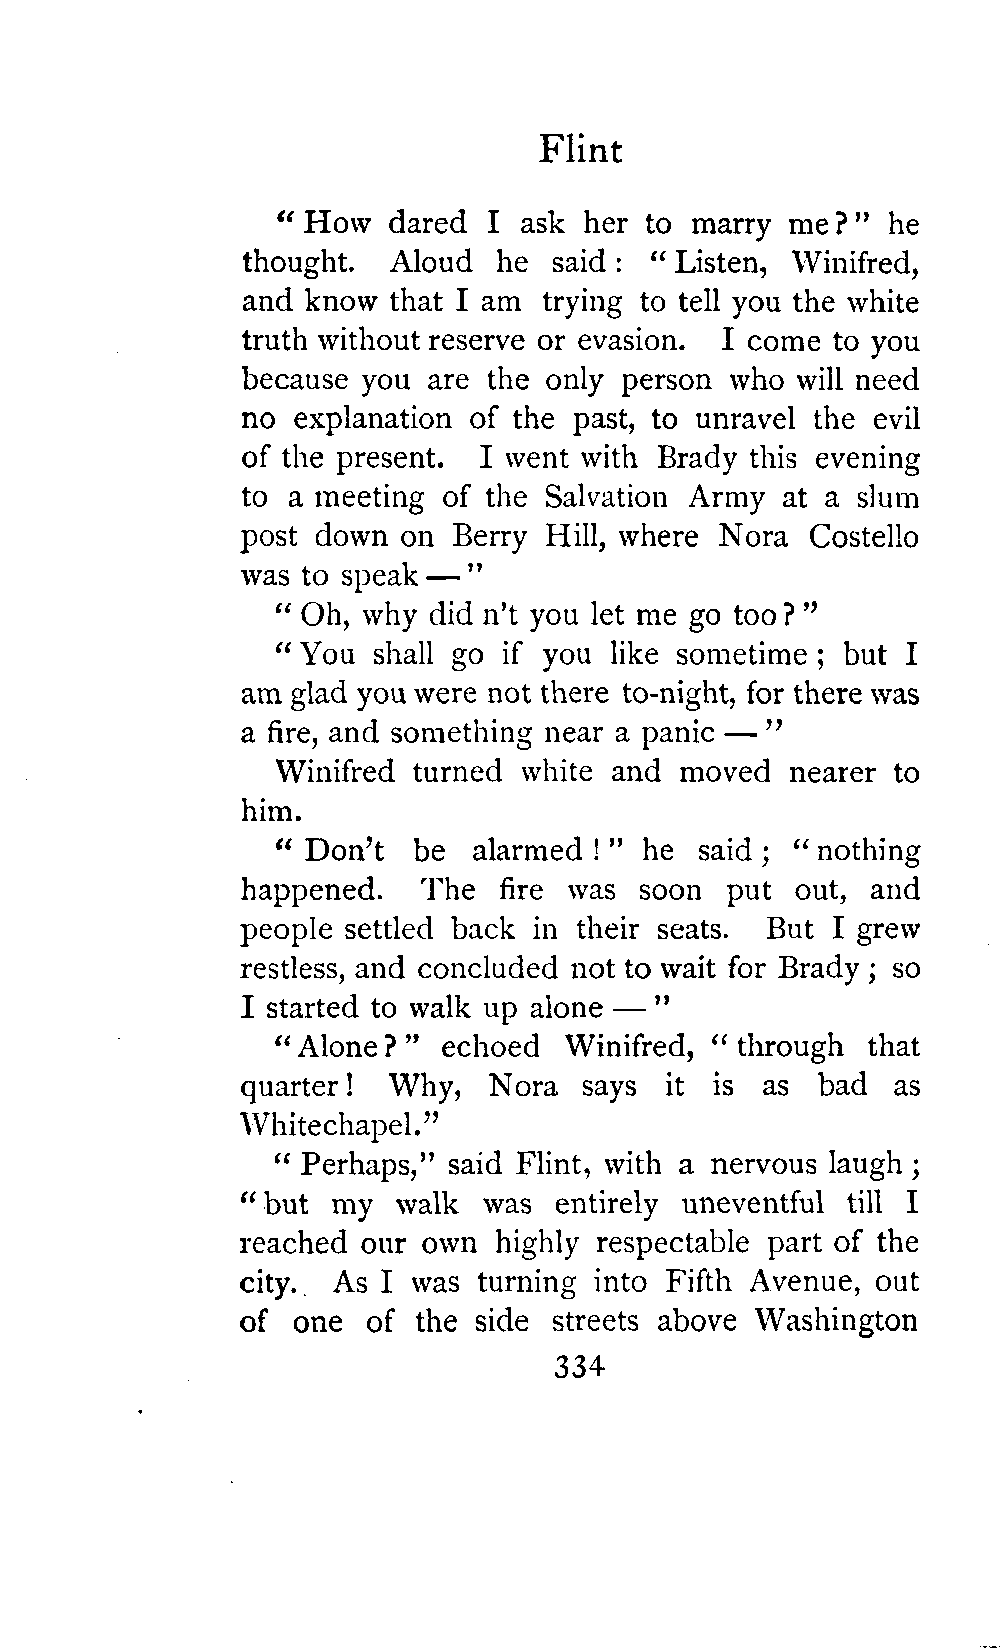 Flint
“ How dared I ask her to marry me? ” he
thought. Aloud he said : “ Listen, Winifred,
and know that I am trying to tell you the white
truth without reserve or evasion. I come to you
because you are the only person who will need
no explanation of the past, to unravel the evil
of the present. I went with Brady this evening
to a meeting of the Salvation Army at a slum
post down on Berry Hill, where Nora Costello
was to speak — ”
“ Oh, why did n't you let me go too? ”
“ You shall go if you like sometime ; but I
am glad you were not there to-night, for there was
a fire, and something near a panic — ”
Winifred turned white and moved nearer to
him.
“ Don't be alarmed ! ” he said ; “ nothing
happened. The fire was soon put out, and
people settled back in their seats. But I grew
restless, and concluded not to wait for Brady ; so
I started to walk up alone — ”
“ Alone? ” echoed Winifred, “ through that
quarter ! Why, Nora says it is as bad as
Whitechapel.”
“ Perhaps,” said Flint, with a nervous laugh ;
“ but my walk was entirely uneventful till I
reached our own highly respectable part of the
city. As I was turning into Fifth Avenue, out
of one of the side streets above Washington
334